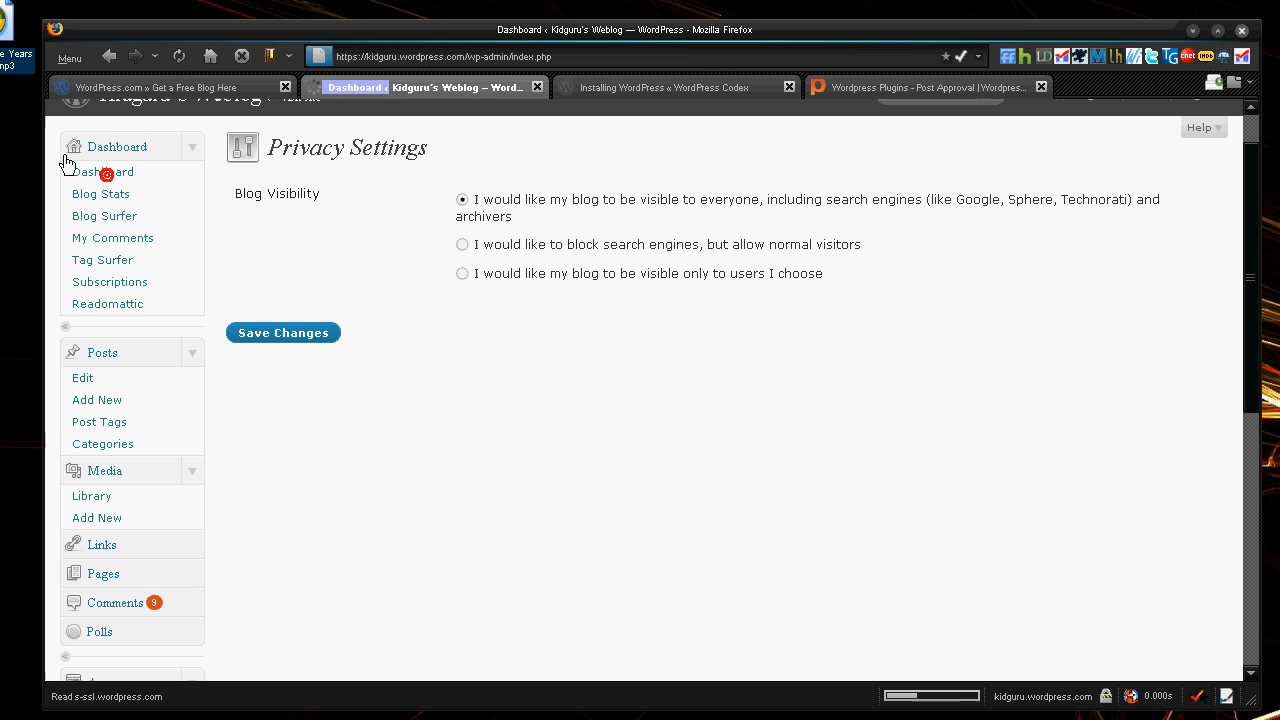 e Years
mp3
Dashboard ‹ Kidguru's Weblog — WordPress - Mozilla Firefox
Menu
https://kidguru.wordpress.com/wp-admin/index.php
WordPress.com » Get a Free Blog Here
Dashboard ‹ Kidguru's Weblog — Word...
Installing WordPress « WordPress Codex
Wordpress Plugins - Post Approval | Wordpres...
Kidguru's Weblog
Help
Dashboard
Dashboard
Blog Stats
Blog Surfer
My Comments
Tag Surfer
Subscriptions
Readomattic
Posts
Edit
Add New
Post Tags
Categories
Media
Library
Add New
Links
Pages
Comments 9
Polls
Privacy Settings
Blog Visibility
I would like my blog to be visible to everyone, including search engines (like Google, Sphere, Technorati) and
archivers
I would like to block search engines, but allow normal visitors
I would like my blog to be visible only to users I choose
Save Changes
Read s-ssl.wordpress.com
kidguru.wordpress.com
0.000s